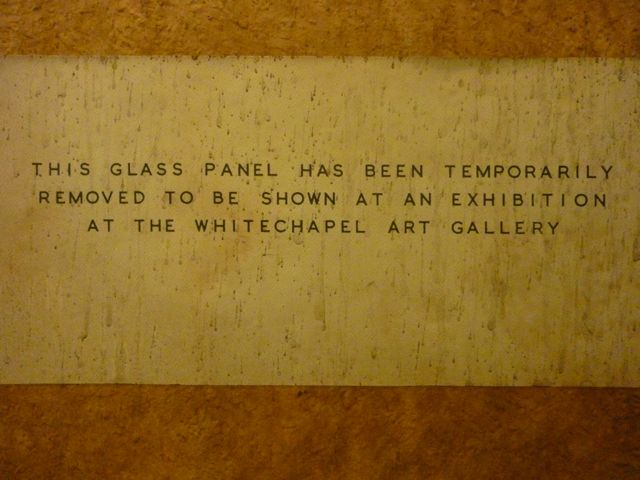 THIS GLASS PANEL HAS BEEN TEMPORARILY
REMOVED TO BE SHOWN AT AN EXHIBITION
AT THE WHITECHAPEL ART GALLERY